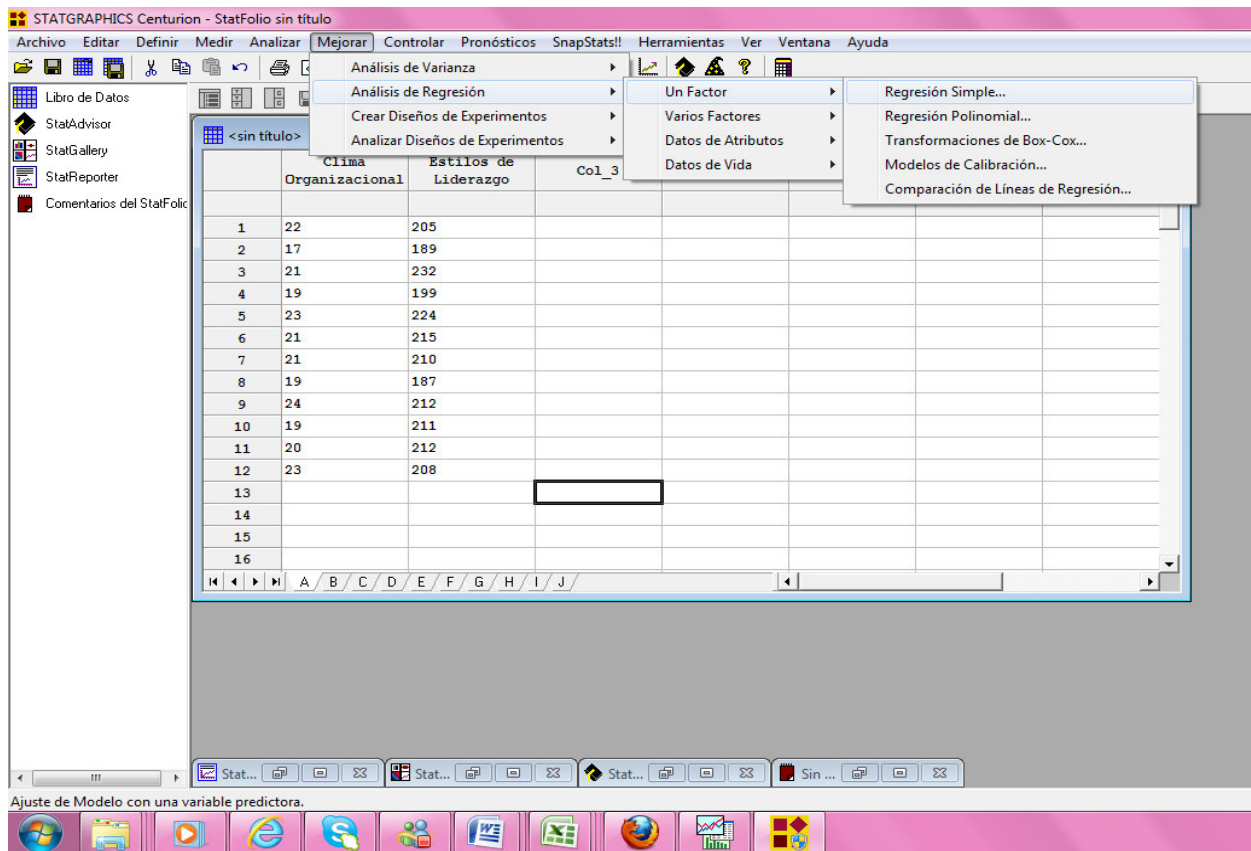 STATGRAPHICS Centurion - StatFolio sin título
Archivo Editar Definir Medir Analizar Mejorar Controlar Pronósticos SnapStats!! Herramientas Ver Ventana Ayuda
Análisis de Varianza
Análisis de Regresión
Crear Diseños de Experimentos
Analizar Diseños de Experimentos
Un Factor
Varios Factores
Datos de Atributos
Datos de Vida
Regresión Simple...
Regresión Polinomial...
Transformaciones de Box-Cox...
Modelos de Calibración...
Comparación de Líneas de Regresión...
Libro de Datos
StatAdvisor
StatGallery
StatReporter
Comentarios del StatFolio
<sin título>
Clima Organizacional Estilos de Liderazgo Col_3
1 22 205
2 17 189
3 21 232
4 19 199
5 23 224
6 21 215
7 21 210
8 19 187
9 24 212
10 19 211
11 20 212
12 23 208
13
14
15
16
A B C D E F G H I J
Stat... Stat... Stat... Sin ...
Ajuste de Modelo con una variable predictora.